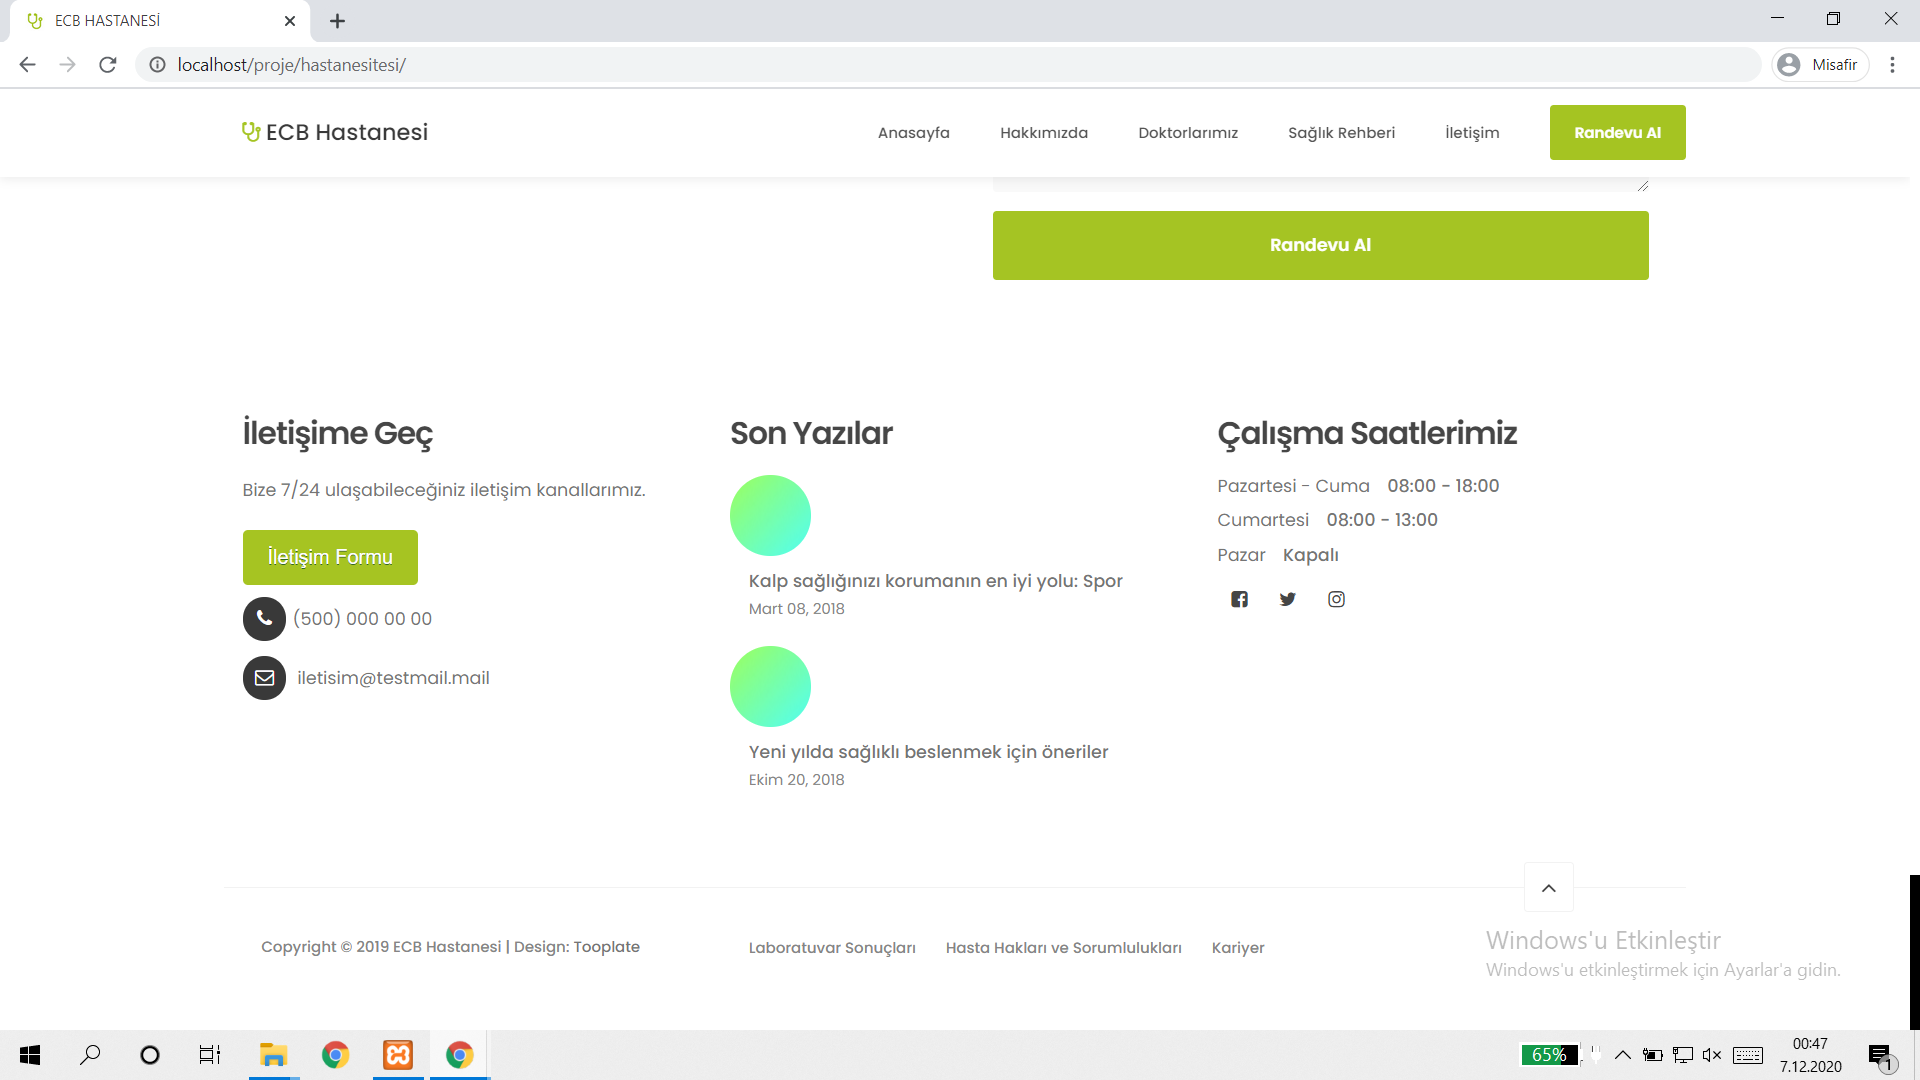 ECB HASTANESİ
localhost/proje/hastanesitesi/
Misafir
ECB Hastanesi
Anasayfa
Hakkımızda
Doktorlarımız
Sağlık Rehberi
İletişim
Randevu Al
Randevu Al
İletişime Geç
Bize 7/24 ulaşabileceğiniz iletişim kanallarımız.
İletişim Formu
(500) 000 00 00
iletisim@testmail.mail
Son Yazılar
Kalp sağlığınızı korumanın en iyi yolu: Spor
Mart 08, 2018
Yeni yılda sağlıklı beslenmek için öneriler
Ekim 20, 2018
Çalışma Saatlerimiz
Pazartesi - Cuma 08:00 - 18:00
Cumartesi 08:00 - 13:00
Pazar Kapalı
Copyright © 2019 ECB Hastanesi | Design: Tooplate
Laboratuvar Sonuçları
Hasta Hakları ve Sorumlulukları
Kariyer
Windows'u Etkinleştir
Windows'u etkinleştirmek için Ayarlar'a gidin.
65%
00:47
7.12.2020
1